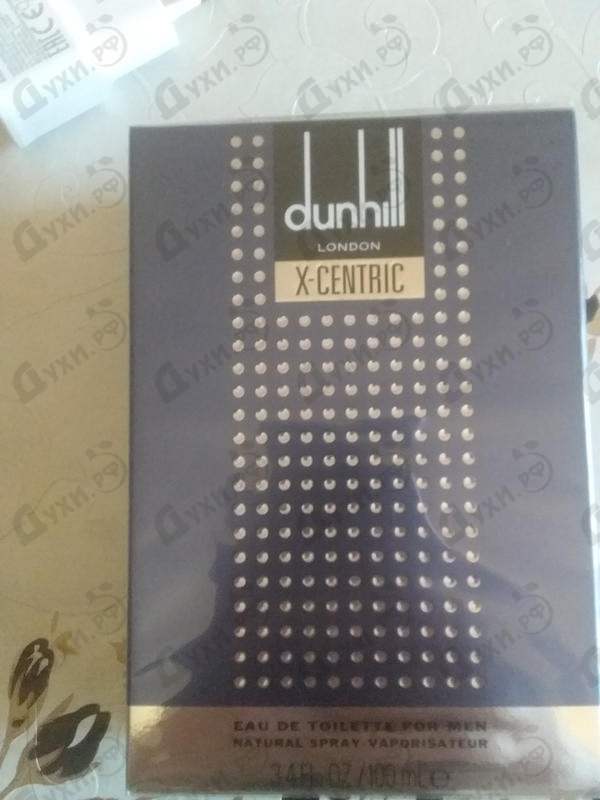 dunhill
LONDON
X-CENTRIC
EAU DE TOILETTE FOR MEN
NATURAL SPRAY-VAPORISATEUR
3.4 FL. OZ/100 mL e
Духи.РФ